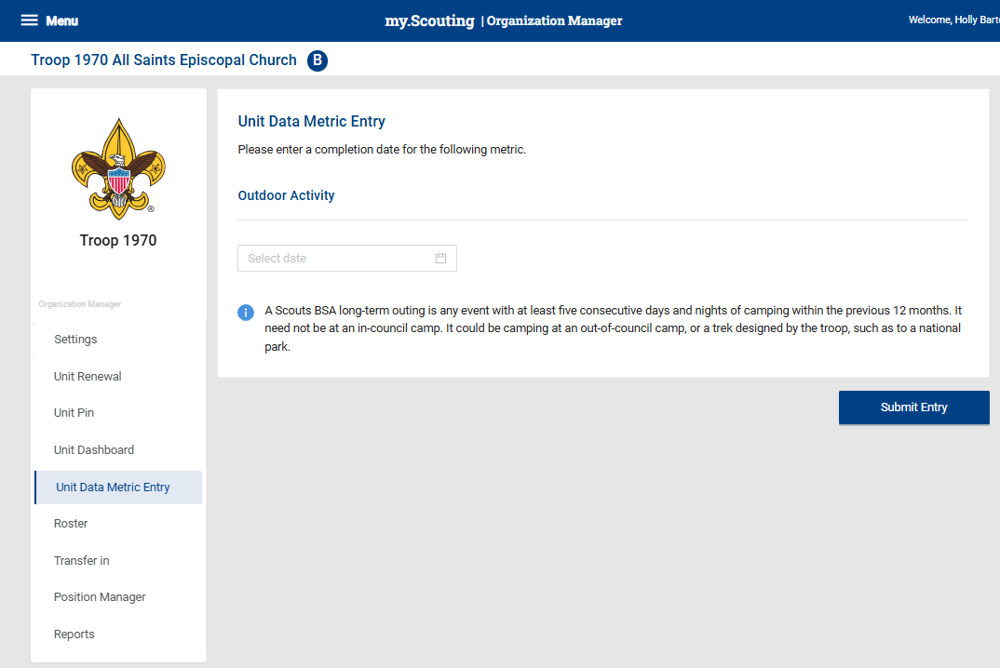 Menu
my.Scouting | Organization Manager
Welcome, Holly
Troop 1970 All Saints Episcopal Church B
Troop 1970
Organization Manager
Settings
Unit Renewal
Unit Pin
Unit Dashboard
Unit Data Metric Entry
Roster
Transfer in
Position Manager
Reports
Unit Data Metric Entry
Please enter a completion date for the following metric.
Outdoor Activity
Select date
A Scouts BSA long-term outing is any event with at least five consecutive days and nights of camping within the previous 12 months. It
need not be at an in-council camp. It could be camping at an out-of-council camp, or a trek designed by the troop, such as to a national
park.
Submit Entry